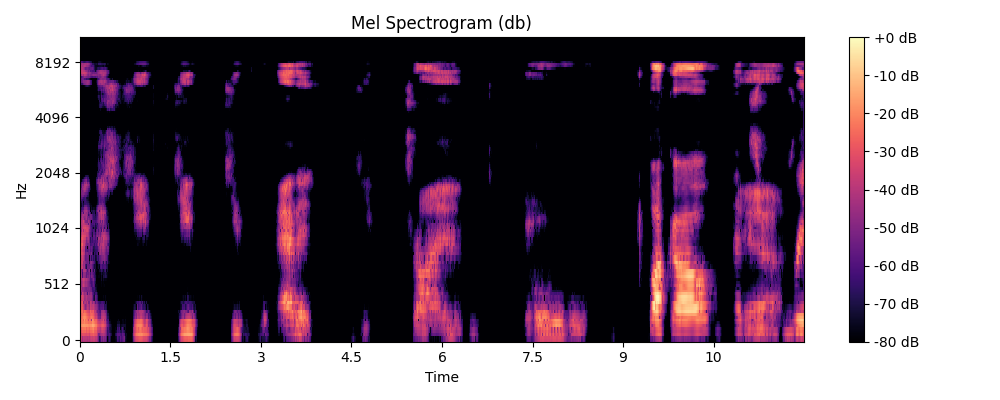 Mel Spectrogram (db)
8192
4096
2048
1024
512
0
Hz
0 1.5 3 4.5 6 7.5 9 10
Time
+0 dB
-10 dB
-20 dB
-30 dB
-40 dB
-50 dB
-60 dB
-70 dB
-80 dB